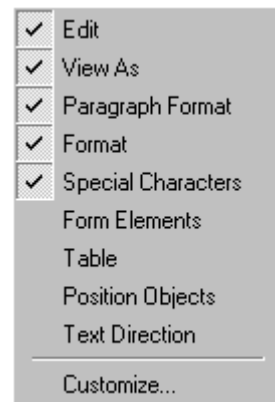 Edit
View As
Paragraph Format
Format
Special Characters
Form Elements
Table
Position Objects
Text Direction
Customize...